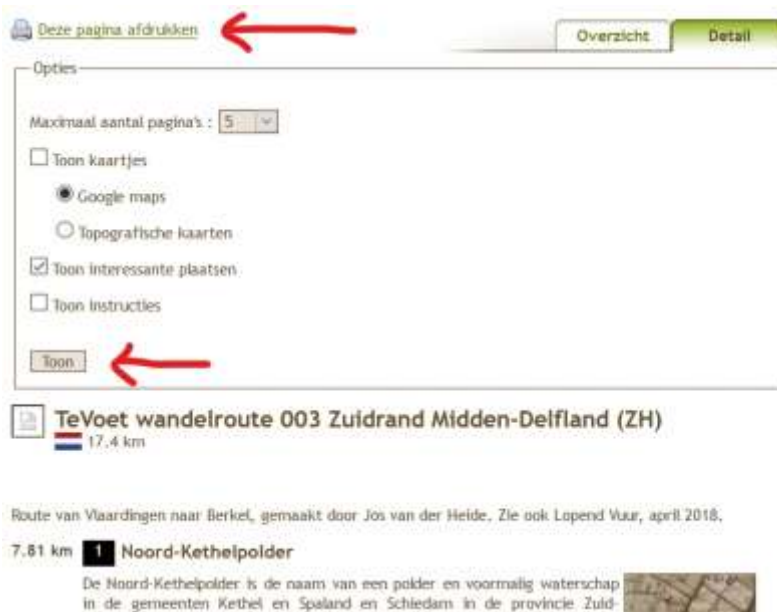 Deze pagina afdrukken
Overzicht Detail
Opties
Maximaal aantal pagina's : 5
Toon kaartjes
Google maps
Topografische kaarten
Toon interessante plaatsen
Toon instructies
Toon
TeVoet wandelroute 003 Zuidrand Midden-Delfland (ZH)
17.4 km
Route van Vlaardingen naar Berkel, gemaakt door Jos van der Heide. Zie ook Lopend Vuur, april 2018.
7.81 km 1 Noord-Kethelpolder
De Noord-Kethelpolder is de naam van een polder en voormalig waterschap
in de gemeenten Kethel en Spaland en Schiedam in de provincie Zuid-